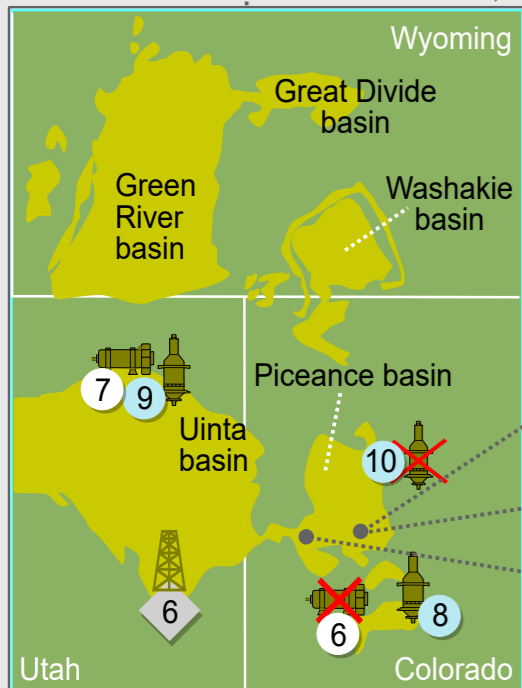 Wyoming
Great Divide
basin
Green
River
basin
Washakie
basin
7
9
Piceance basin
Uinta
basin
10
6
6
8
Utah
Colorado